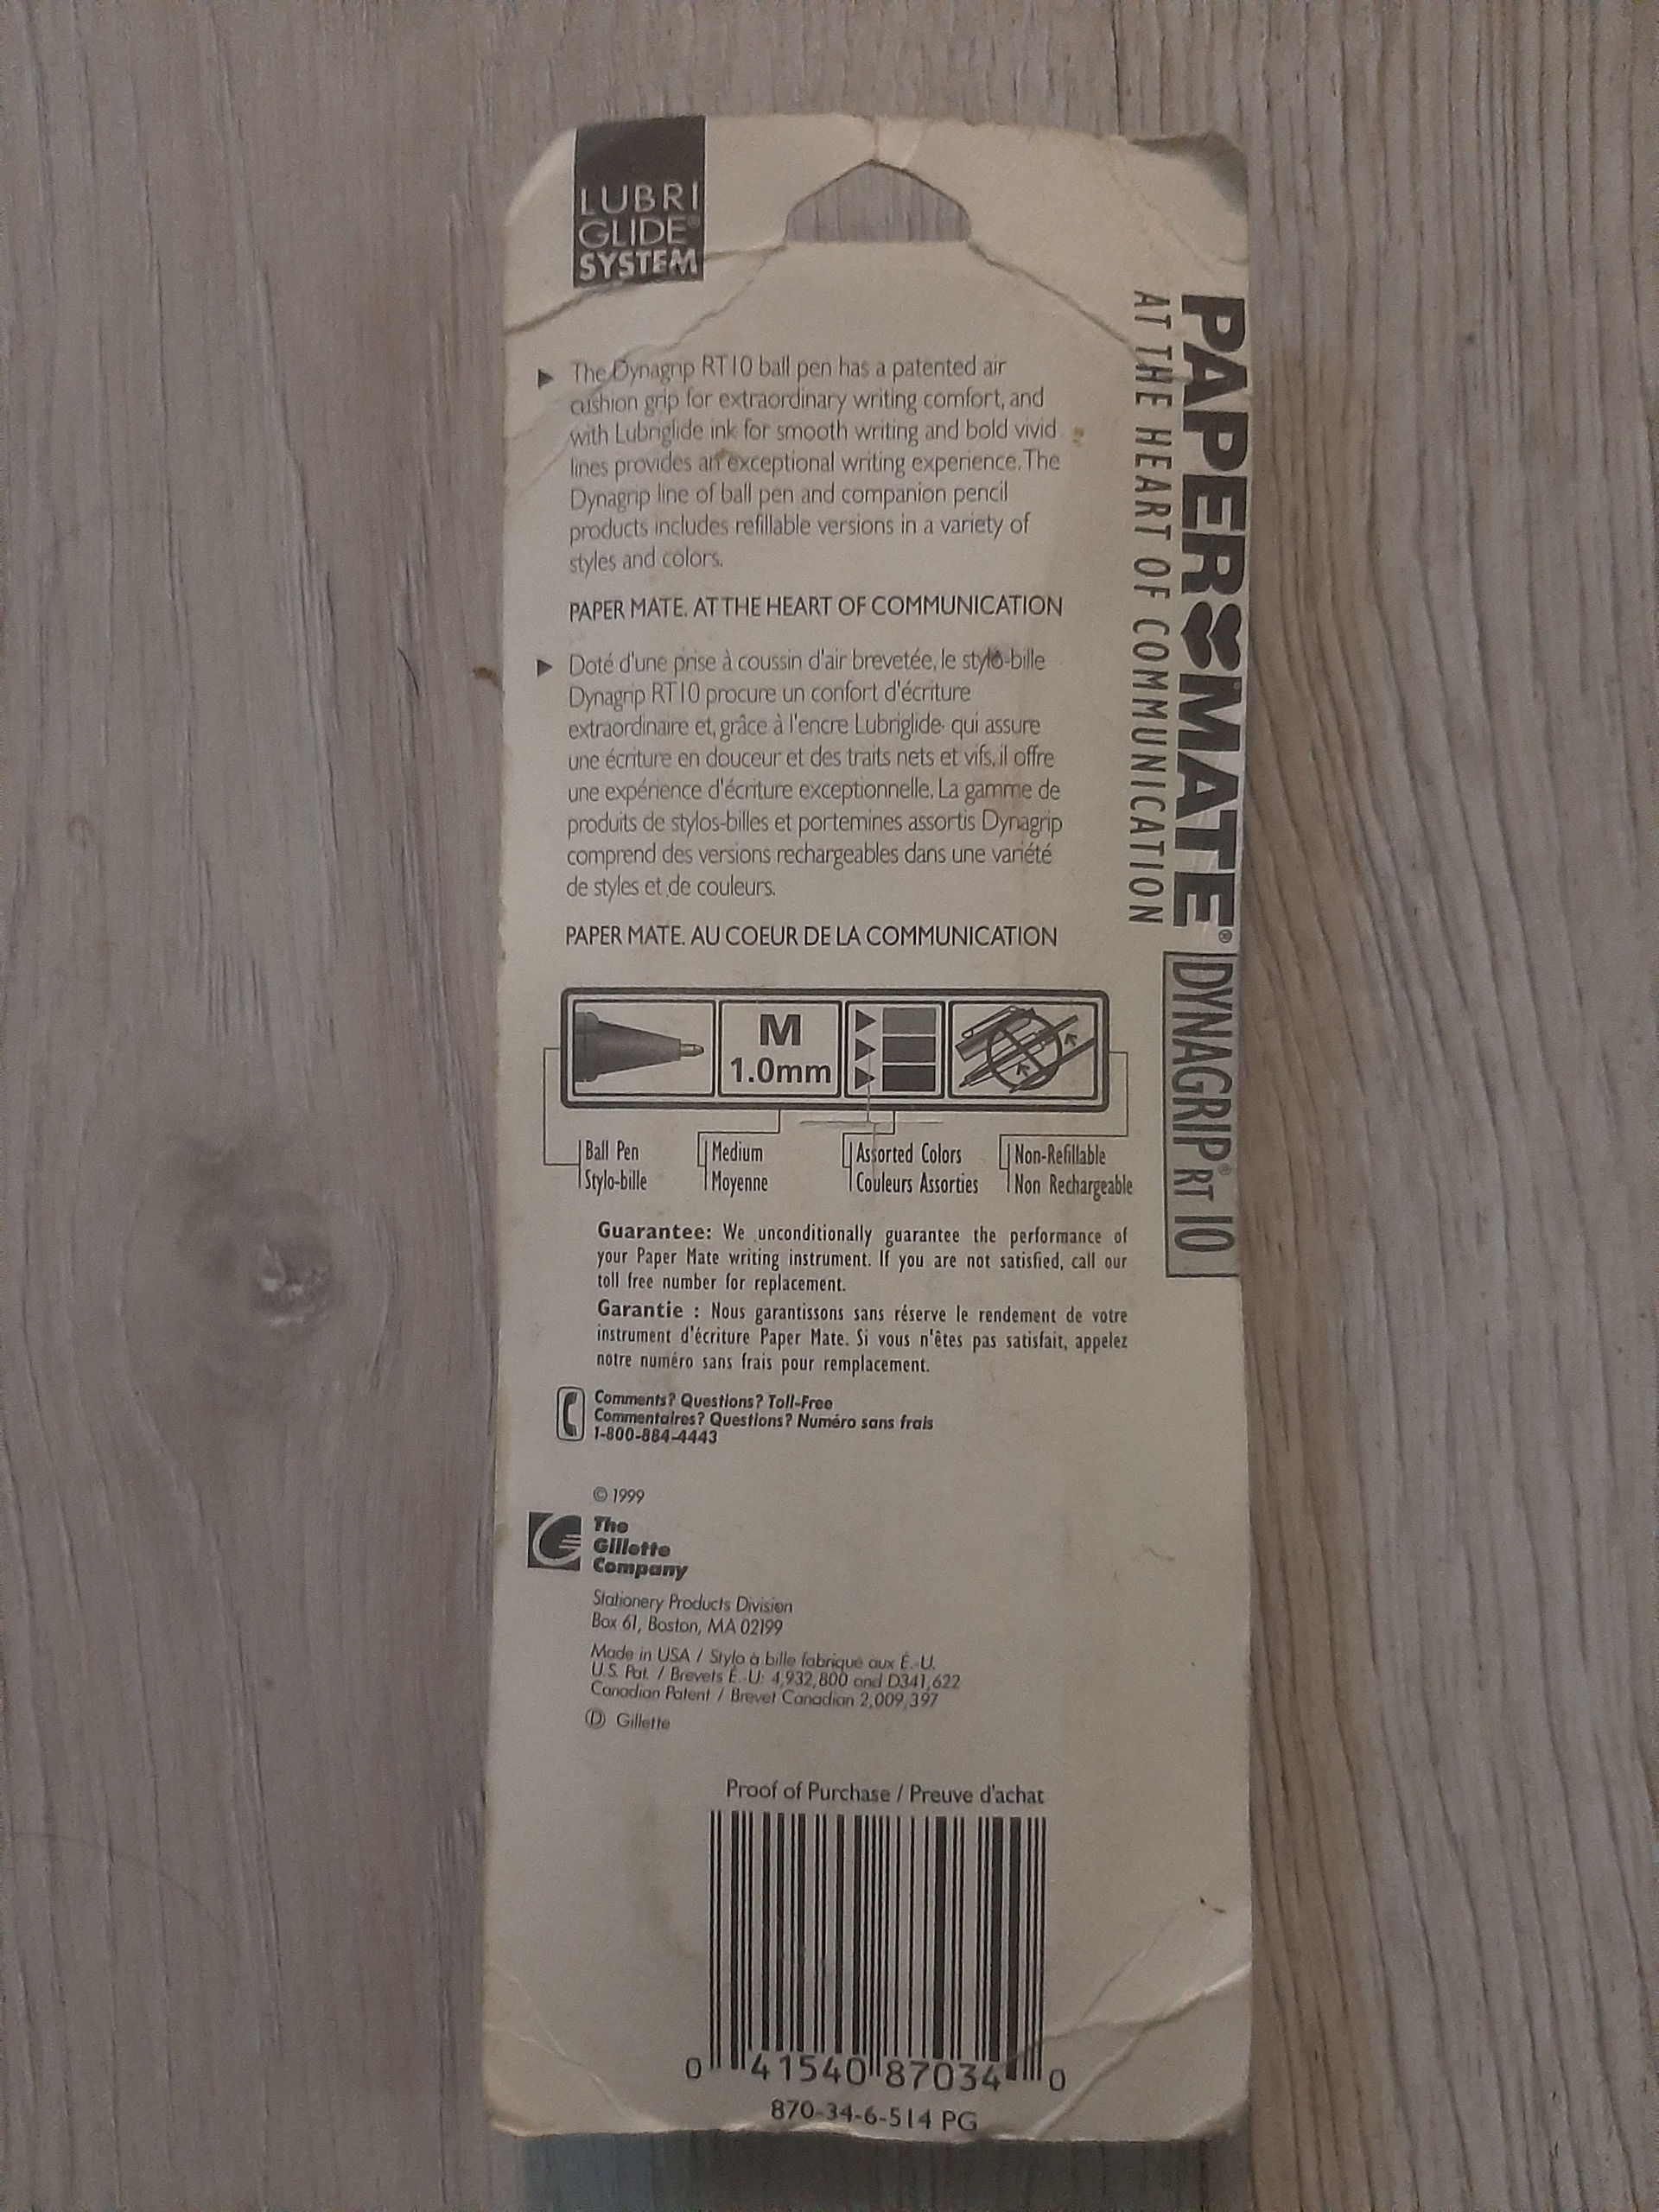 LUBRI
GLIDE®
SYSTEM
PAPER MATE®
AT THE HEART OF COMMUNICATION
DYNAGRIP® RT 10
The Dynagrip RT10 ball pen has a patented air
cushion grip for extraordinary writing comfort, and
with Lubriglide ink for smooth writing and bold vivid
lines provides an exceptional writing experience. The
Dynagrip line of ball pen and companion pencil
products includes refillable versions in a variety of
styles and colors.
PAPER MATE. AT THE HEART OF COMMUNICATION
Doté d'une prise à coussin d'air brevetée, le stylo-bille
Dynagrip RT10 procure un confort d'écriture
extraordinaire et, grâce à l'encre Lubriglide qui assure
une écriture en douceur et des traits nets et vifs, il offre
une expérience d'écriture exceptionnelle. La gamme de
produits de stylos-billes et portemines assortis Dynagrip
comprend des versions rechargeables dans une variété
de styles et de couleurs.
PAPER MATE. AU COEUR DE LA COMMUNICATION
M
1.0mm
Ball Pen
Stylo-bille
Medium
Moyenne
Assorted Colors
Couleurs Assorties
Non-Refillable
Non Rechargeable
Guarantee: We unconditionally guarantee the performance of
your Paper Mate writing instrument. If you are not satisfied, call our
toll free number for replacement.
Garantie : Nous garantissons sans réserve le rendement de votre
instrument d'écriture Paper Mate. Si vous n'êtes pas satisfait, appelez
notre numéro sans frais pour remplacement.
Comments? Questions? Toll-Free
Commentaires? Questions? Numéro sans frais
1-800-884-4443
© 1999
The
Gillette
Company
Stationery Products Division
Box 61, Boston, MA 02199
Made in USA / Stylo à bille fabriqué aux É.-U.
U.S. Pat. / Brevets É.-U: 4,932,800 and D341,622
Canadian Patent / Brevet Canadian 2,009,397
Ⓓ Gillette
Proof of Purchase / Preuve d'achat
0 41540 87034 0
870-34-6-514 PG